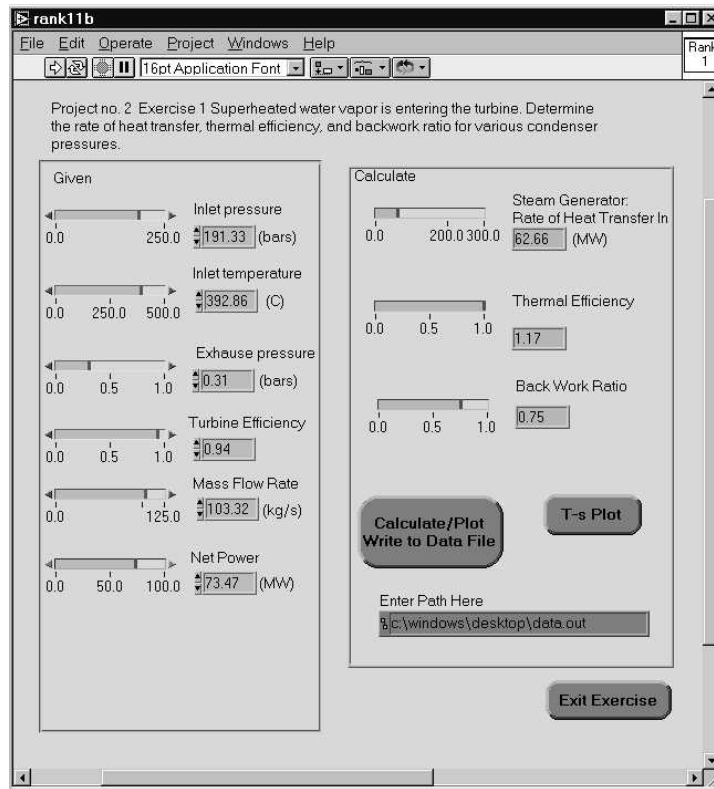 rank11b
File Edit Operate Project Windows Help
16pt Application Font
Rank
1
Project no. 2 Exercise 1 Superheated water vapor is entering the turbine. Determine
the rate of heat transfer, thermal efficiency, and backwork ratio for various condenser
pressures.
Given
Inlet pressure
0.0 250.0 191.33 (bars)
Inlet temperature
0.0 250.0 500.0 392.86 (C)
Exhause pressure
0.0 0.5 1.0 0.31 (bars)
Turbine Efficiency
0.0 0.5 1.0 0.94
Mass Flow Rate
0.0 125.0 103.32 (kg/s)
Net Power
0.0 50.0 100.0 73.47 (MW)
Calculate
Steam Generator:
Rate of Heat Transfer In
0.0 200.0 300.0 62.66 (MW)
Thermal Efficiency
0.0 0.5 1.0 1.17
Back Work Ratio
0.0 0.5 1.0 0.75
Calculate/Plot
Write to Data File
T-s Plot
Enter Path Here
c:\windows\desktop\data.out
Exit Exercise